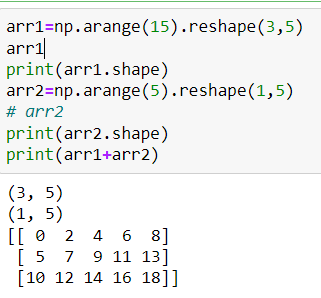 arr1=np.arange(15).reshape(3,5)
arr1
print(arr1.shape)
arr2=np.arange(5).reshape(1,5)
# arr2
print(arr2.shape)
print(arr1+arr2)
(3, 5)
(1, 5)
[[ 0  2  4  6  8]
 [ 5  7  9 11 13]
 [10 12 14 16 18]]